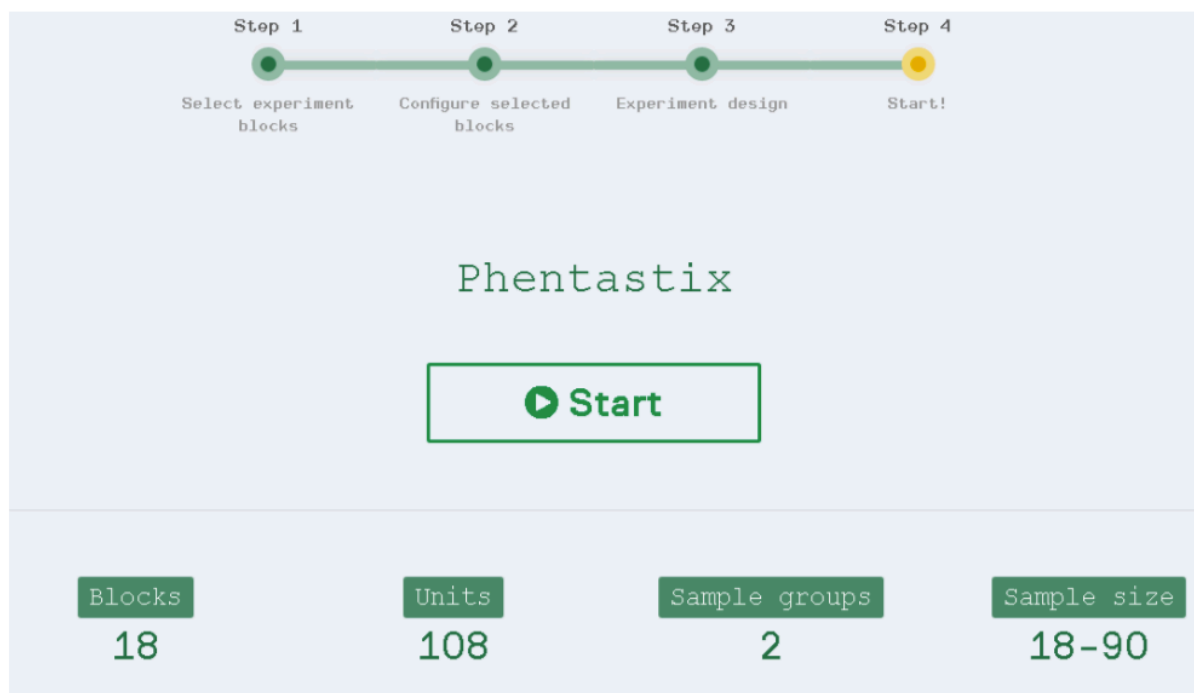 Step 1 Step 2 Step 3 Step 4
Select experiment blocks
Configure selected blocks
Experiment design
Start!
Phentastix
Start
Blocks Units Sample groups Sample size
18 108 2 18-90